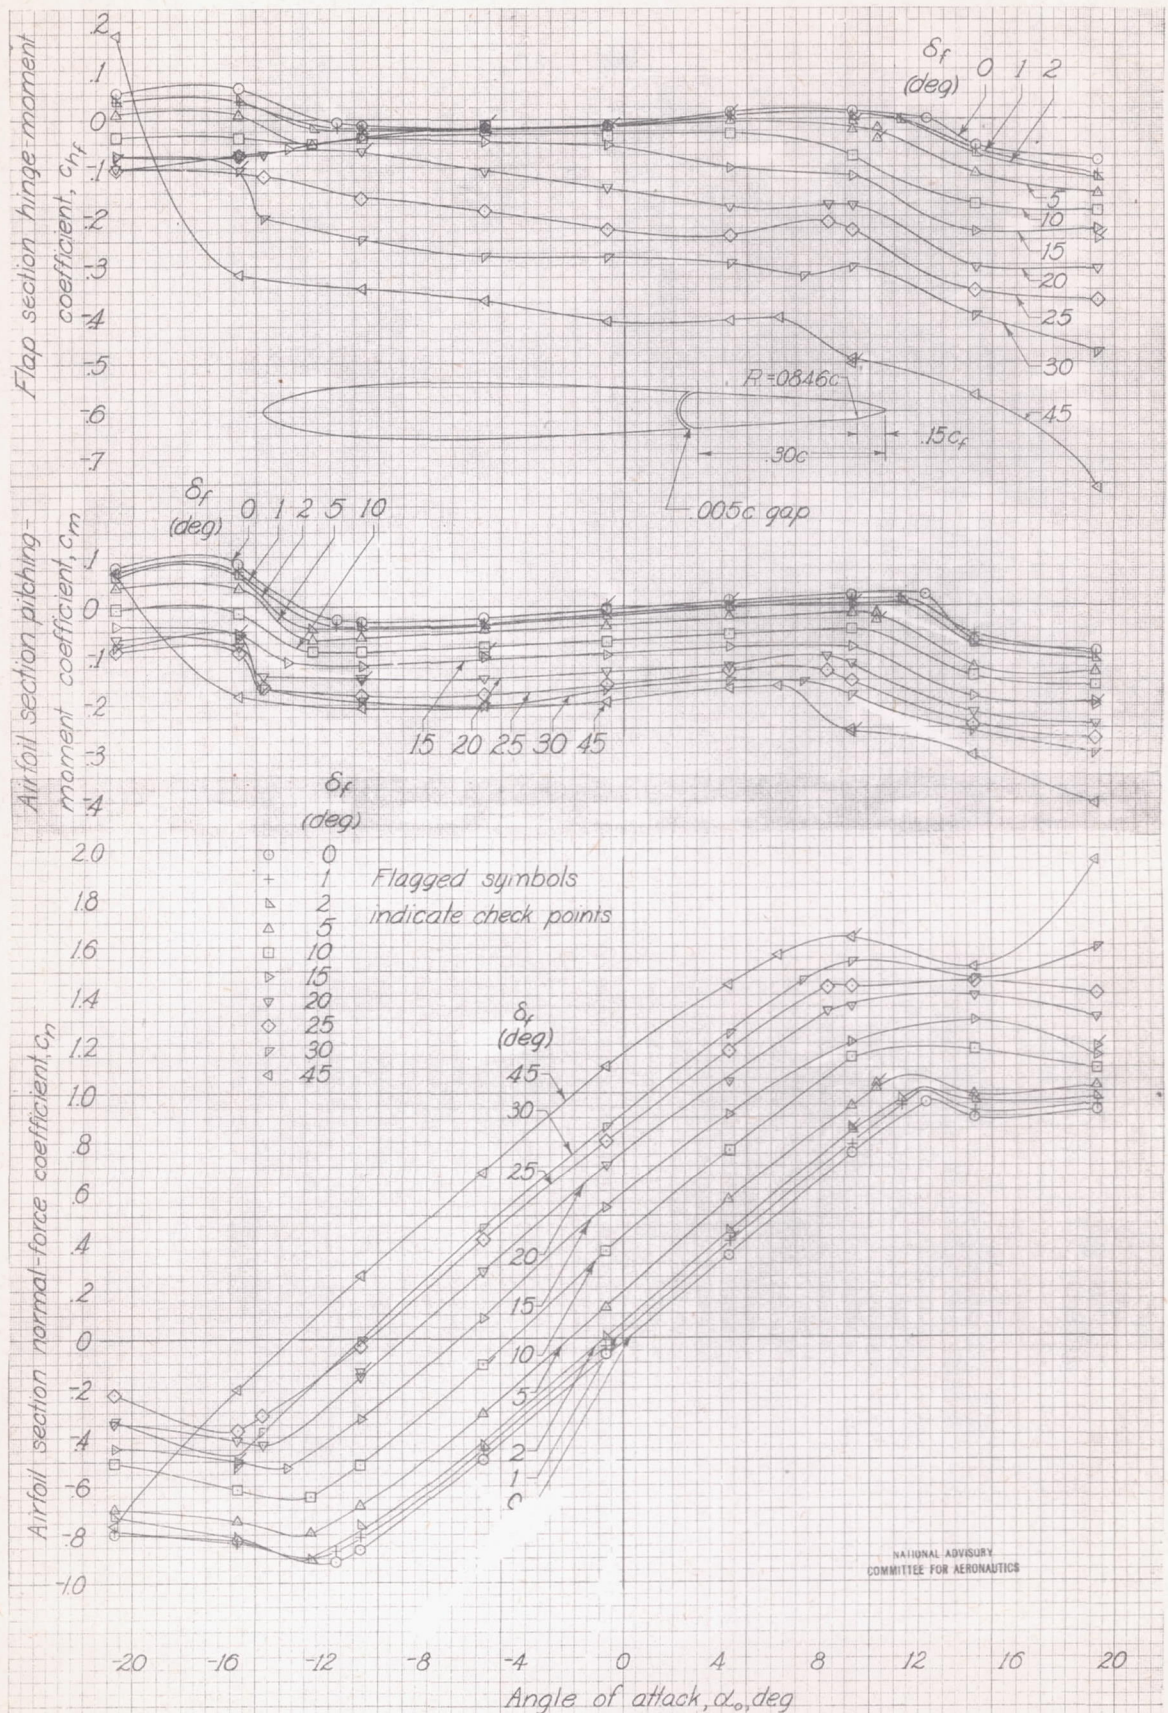 Flap section hinge-moment
coefficient, c_hf
.2
.1
0
-.1
-.2
-.3
-.4
-.5
-.6
-.7
δf
(deg)
0 1 2
5
10
15
20
25
30
45
R=.0846c
.15cf
.30c
.005c gap
Airfoil section pitching-
moment coefficient, cm
.1
0
-.1
-.2
-.3
-.4
δf
(deg)
0 1 2 5 10
15 20 25 30 45
Airfoil section normal-force coefficient, cn
2.0
1.8
1.6
1.4
1.2
1.0
.8
.6
.4
.2
0
-.2
-.4
-.6
-.8
-1.0
δf
(deg)
0
1
2
5
10
15
20
25
30
45
Flagged symbols
indicate check points
δf
(deg)
45
30
25
20
15
10
5
2
1
0
NATIONAL ADVISORY
COMMITTEE FOR AERONAUTICS
-20 -16 -12 -8 -4 0 4 8 12 16 20
Angle of attack, α₀, deg